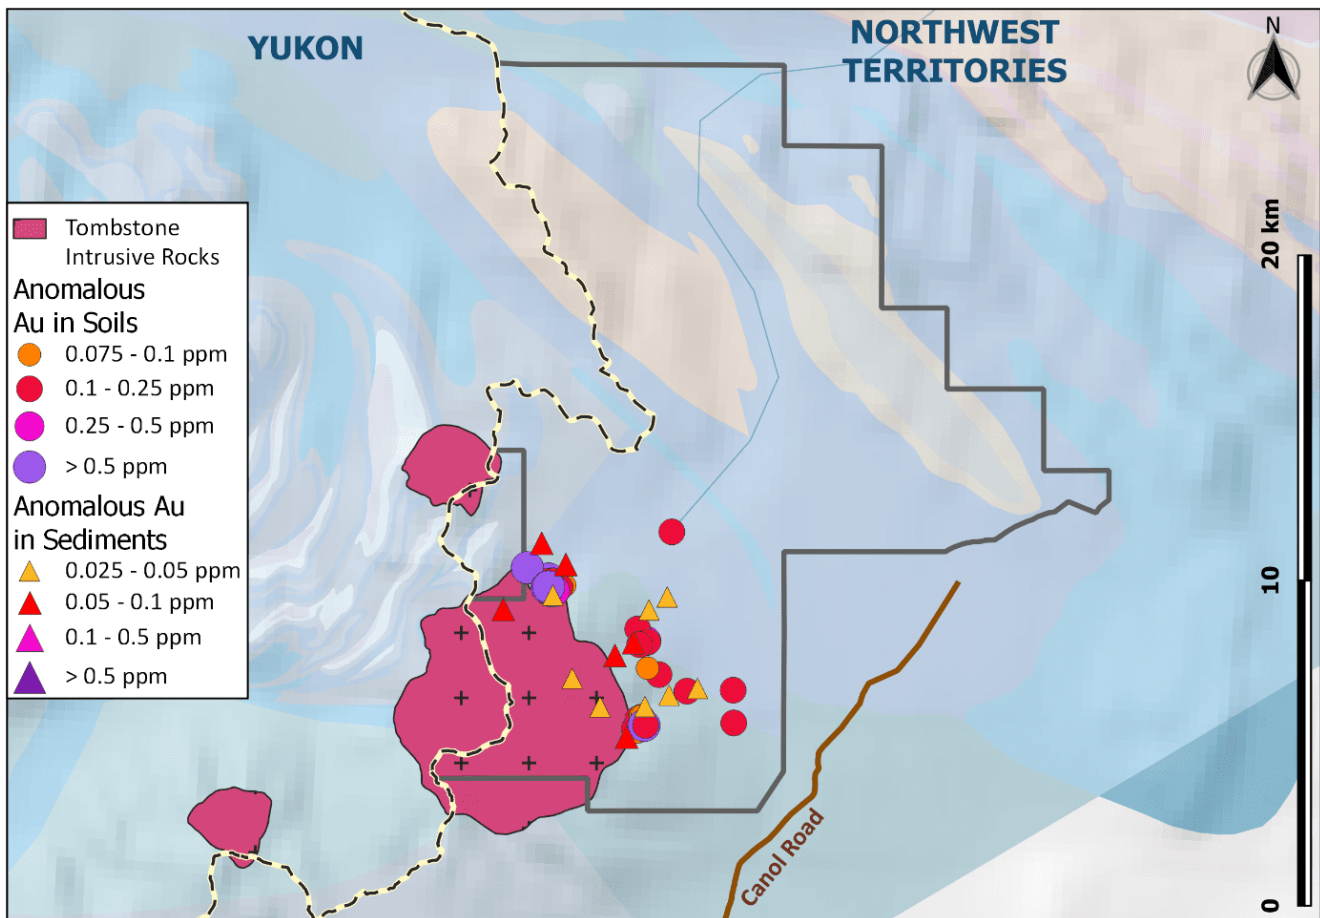 YUKON
NORTHWEST
TERRITORIES
N
Tombstone
Intrusive Rocks
Anomalous
Au in Soils
0.075 - 0.1 ppm
0.1 - 0.25 ppm
0.25 - 0.5 ppm
> 0.5 ppm
Anomalous Au
in Sediments
0.025 - 0.05 ppm
0.05 - 0.1 ppm
0.1 - 0.5 ppm
> 0.5 ppm
20 km
10
0
Canol Road